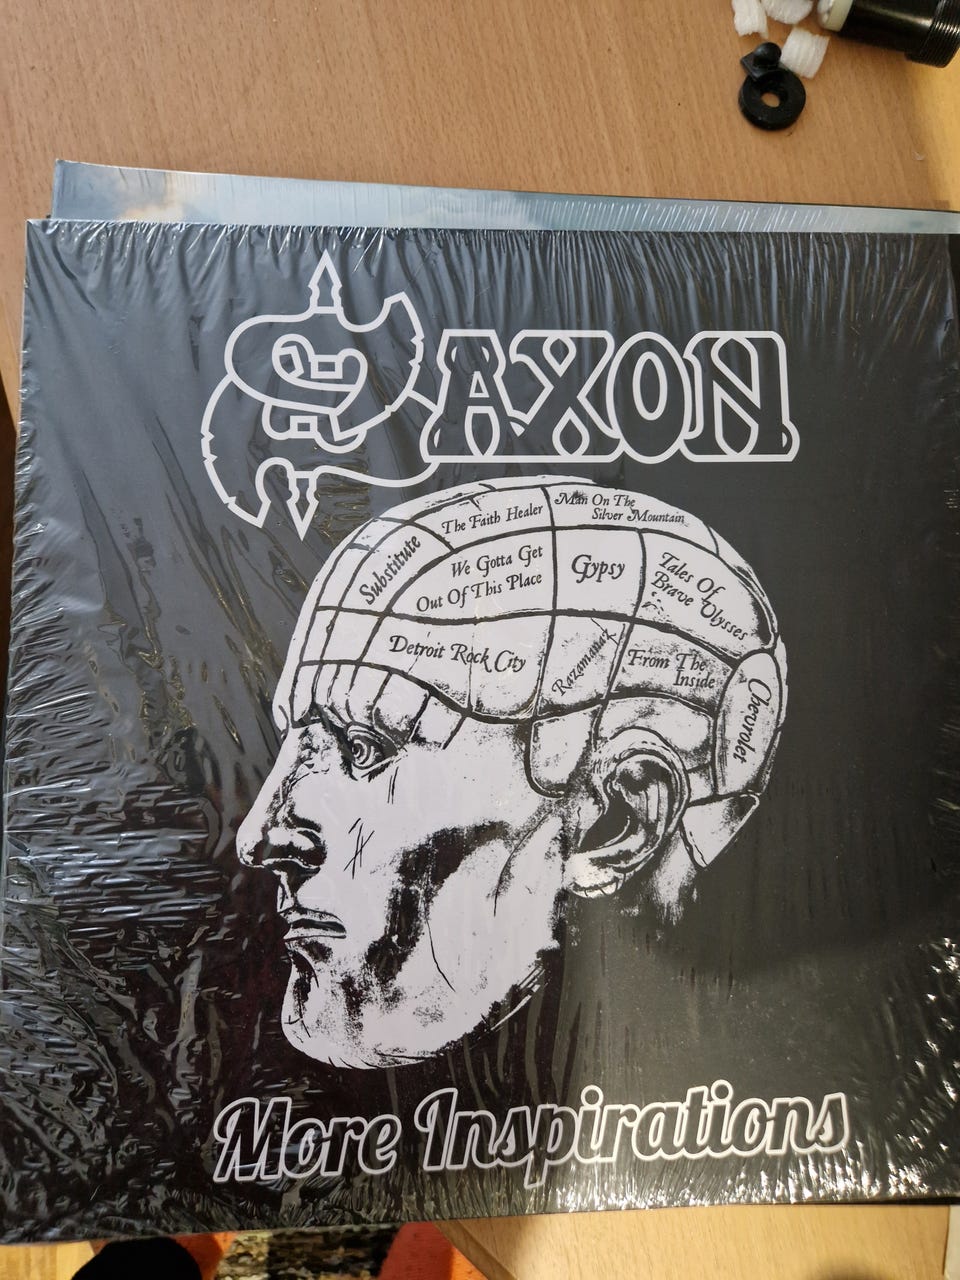 SAXON
The Faith Healer
Man On The
Silver Mountain
Substitute
We Gotta Get
Out Of This Place
Gypsy
Tales Of
Brave Ulysses
Detroit Rock City
Razamanaz
From The
Inside
Chevrolet
More Inspirations